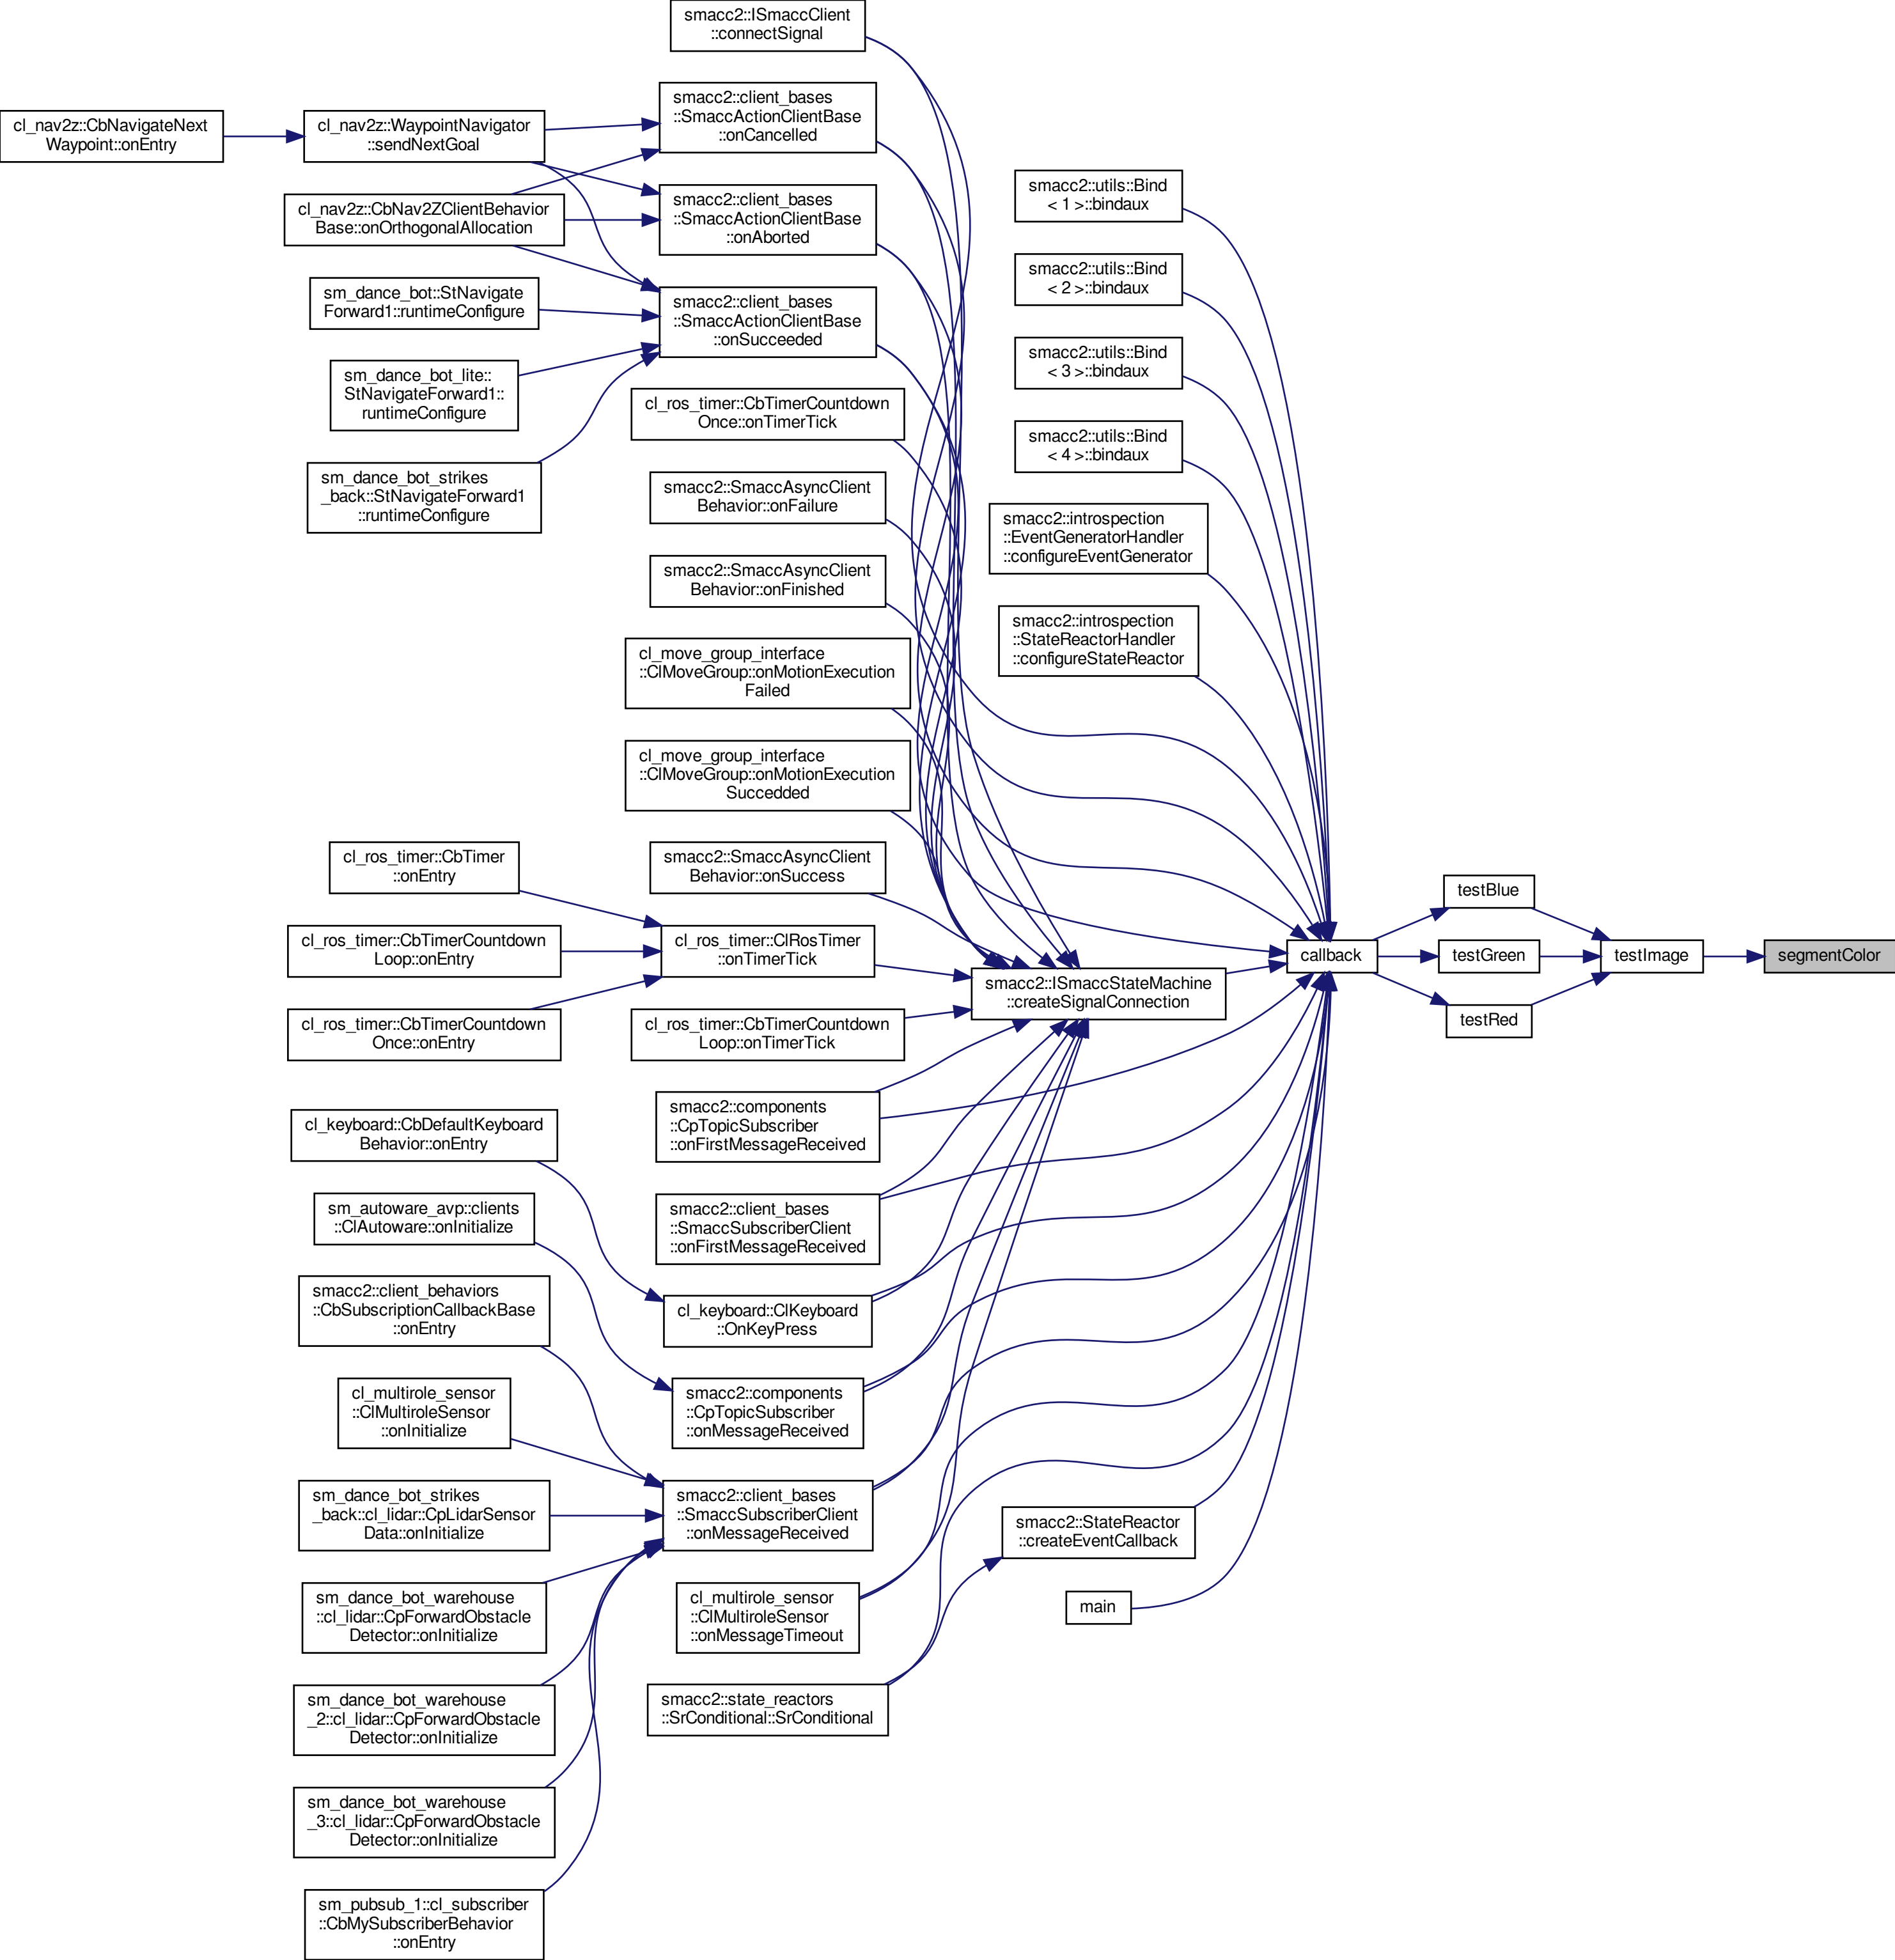 smacc2::ISmaccClient
::connectSignal
smacc2::client_bases
::SmaccActionClientBase
::onCancelled
cl_nav2z::CbNavigateNext
Waypoint::onEntry
cl_nav2z::WaypointNavigator
::sendNextGoal
smacc2::client_bases
::SmaccActionClientBase
::onAborted
cl_nav2z::CbNav2ZClientBehavior
Base::onOrthogonalAllocation
sm_dance_bot::StNavigate
Forward1::runtimeConfigure
smacc2::client_bases
::SmaccActionClientBase
::onSucceeded
sm_dance_bot_lite::
StNavigateForward1::
runtimeConfigure
sm_dance_bot_strikes
_back::StNavigateForward1
::runtimeConfigure
cl_ros_timer::CbTimerCountdown
Once::onTimerTick
smacc2::SmaccAsyncClient
Behavior::onFailure
smacc2::SmaccAsyncClient
Behavior::onFinished
cl_move_group_interface
::ClMoveGroup::onMotionExecution
Failed
cl_move_group_interface
::ClMoveGroup::onMotionExecution
Succedded
smacc2::SmaccAsyncClient
Behavior::onSuccess
cl_ros_timer::CbTimer
::onEntry
cl_ros_timer::CbTimerCountdown
Loop::onEntry
cl_ros_timer::CbTimerCountdown
Once::onEntry
cl_ros_timer::ClRosTimer
::onTimerTick
cl_ros_timer::CbTimerCountdown
Loop::onTimerTick
smacc2::components
::CpTopicSubscriber
::onFirstMessageReceived
smacc2::client_bases
::SmaccSubscriberClient
::onFirstMessageReceived
cl_keyboard::CbDefaultKeyboard
Behavior::onEntry
cl_keyboard::ClKeyboard
::OnKeyPress
sm_autoware_avp::clients
::ClAutoware::onInitialize
smacc2::components
::CpTopicSubscriber
::onMessageReceived
smacc2::client_behaviors
::CbSubscriptionCallbackBase
::onEntry
cl_multirole_sensor
::ClMultiroleSensor
::onInitialize
sm_dance_bot_strikes
_back::cl_lidar::CpLidarSensor
Data::onInitialize
smacc2::client_bases
::SmaccSubscriberClient
::onMessageReceived
sm_dance_bot_warehouse
::cl_lidar::CpForwardObstacle
Detector::onInitialize
sm_dance_bot_warehouse
_2::cl_lidar::CpForwardObstacle
Detector::onInitialize
sm_dance_bot_warehouse
_3::cl_lidar::CpForwardObstacle
Detector::onInitialize
sm_pubsub_1::cl_subscriber
::CbMySubscriberBehavior
::onEntry
cl_multirole_sensor
::ClMultiroleSensor
::onMessageTimeout
smacc2::state_reactors
::SrConditional::SrConditional
smacc2::utils::Bind
< 1 >::bindaux
smacc2::utils::Bind
< 2 >::bindaux
smacc2::utils::Bind
< 3 >::bindaux
smacc2::utils::Bind
< 4 >::bindaux
smacc2::introspection
::EventGeneratorHandler
::configureEventGenerator
smacc2::introspection
::StateReactorHandler
::configureStateReactor
smacc2::ISmaccStateMachine
::createSignalConnection
smacc2::StateReactor
::createEventCallback
main
callback
testBlue
testGreen
testRed
testImage
segmentColor